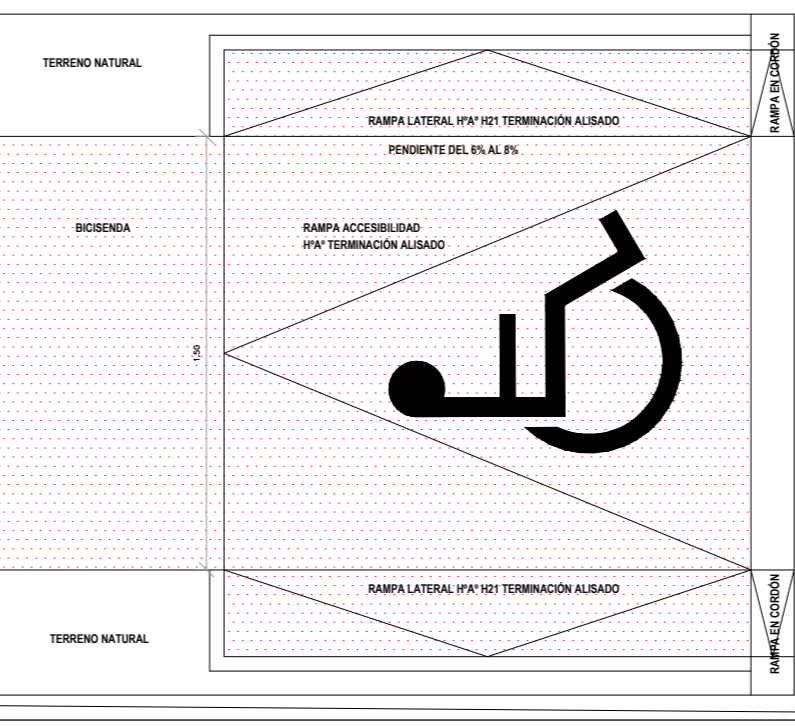 TERRENO NATURAL
RAMPA EN CORDÓN
RAMPA LATERAL HºAº H21 TERMINACIÓN ALISADO
PENDIENTE DEL 6% AL 8%
BICISENDA
RAMPA ACCESIBILIDAD
HºAº TERMINACIÓN ALISADO
1,50
RAMPA LATERAL HºAº H21 TERMINACIÓN ALISADO
TERRENO NATURAL
RAMPA EN CORDÓN